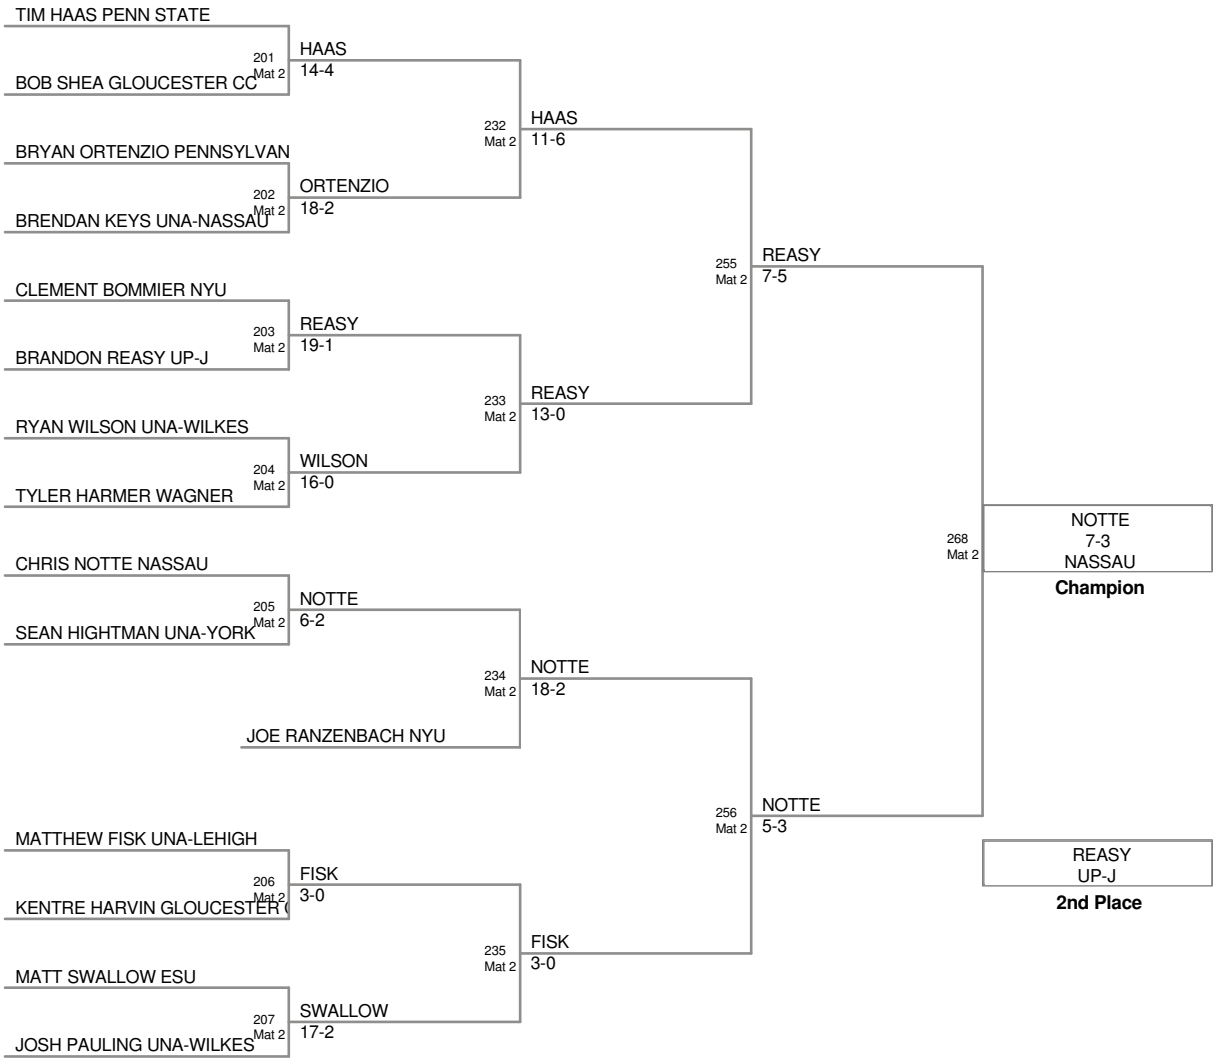 TIM HAAS PENN STATE
201
Mat 2
HAAS
14-4
BOB SHEA GLOUCESTER CC
232
Mat 2
HAAS
11-6
BRYAN ORTENZIO PENNSYLVAN
202
Mat 2
ORTENZIO
18-2
BRENDAN KEYS UNA-NASSAU
255
Mat 2
REASY
7-5
CLEMENT BOMMIER NYU
203
Mat 2
REASY
19-1
BRANDON REASY UP-J
233
Mat 2
REASY
13-0
RYAN WILSON UNA-WILKES
204
Mat 2
WILSON
16-0
TYLER HARMER WAGNER
268
Mat 2
NOTTE
7-3
NASSAU
Champion
CHRIS NOTTE NASSAU
205
Mat 2
NOTTE
6-2
SEAN HIGHTMAN UNA-YORK
234
Mat 2
NOTTE
18-2
JOE RANZENBACH NYU
256
Mat 2
NOTTE
5-3
MATTHEW FISK UNA-LEHIGH
206
Mat 2
FISK
3-0
KENTRE HARVIN GLOUCESTER
REASY
UP-J
2nd Place
235
Mat 2
FISK
3-0
MATT SWALLOW ESU
207
Mat 2
SWALLOW
17-2
JOSH PAULING UNA-WILKES